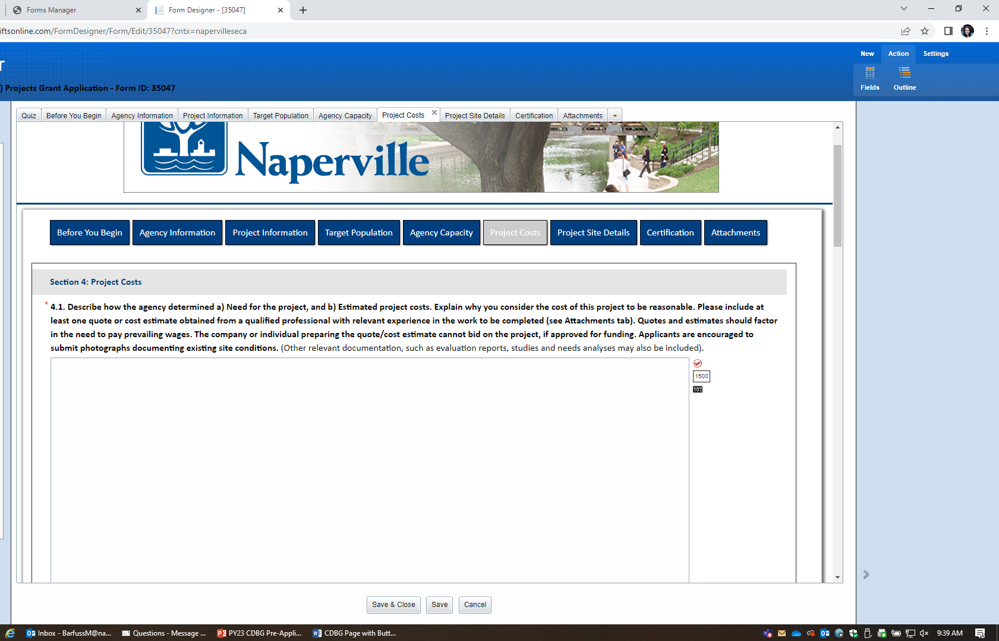 Forms Manager
Form Designer - [35047]
iftsonline.com/FormDesigner/Form/Edit/35047?cntx=napervilleseca
New Action Settings
r
Fields Outline
) Projects Grant Application - Form ID: 35047
Quiz Before You Begin Agency Information Project Information Target Population Agency Capacity Project Costs Project Site Details Certification Attachments +
Naperville
Before You Begin Agency Information Project Information Target Population Agency Capacity Project Costs Project Site Details Certification Attachments
Section 4: Project Costs
* 4.1. Describe how the agency determined a) Need for the project, and b) Estimated project costs. Explain why you consider the cost of this project to be reasonable. Please include at
least one quote or cost estimate obtained from a qualified professional with relevant experience in the work to be completed (see Attachments tab). Quotes and estimates should factor
in the need to pay prevailing wages. The company or individual preparing the quote/cost estimate cannot bid on the project, if approved for funding. Applicants are encouraged to
submit photographs documenting existing site conditions. (Other relevant documentation, such as evaluation reports, studies and needs analyses may also be included).
1500
Save & Close Save Cancel
Inbox - BarfussM@na... Questions - Message ... PY23 CDBG Pre-Appli... CDBG Page with Butt... 9:39 AM